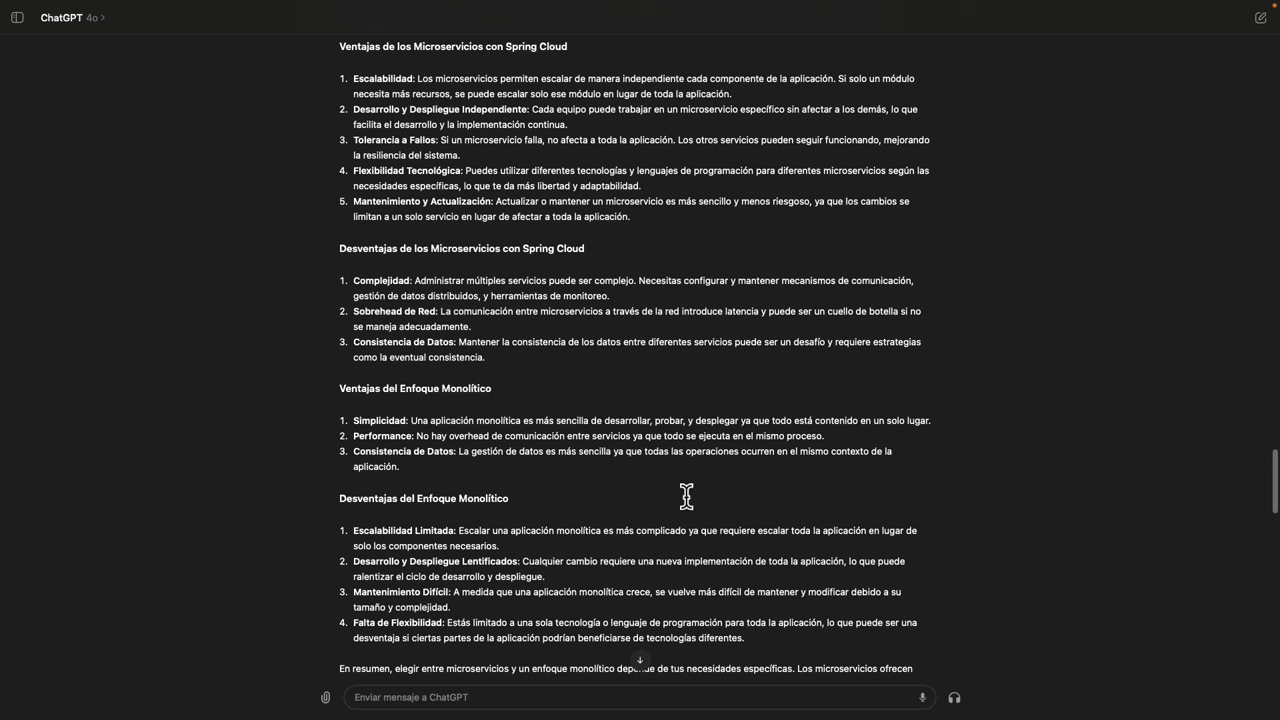 ChatGPT 4o >
Ventajas de los Microservicios con Spring Cloud
1. Escalabilidad: Los microservicios permiten escalar de manera independiente cada componente de la aplicación. Si solo un módulo
necesita más recursos, se puede escalar solo ese módulo en lugar de toda la aplicación.
2. Desarrollo y Despliegue Independiente: Cada equipo puede trabajar en un microservicio específico sin afectar a los demás, lo que
facilita el desarrollo y la implementación continua.
3. Tolerancia a Fallos: Si un microservicio falla, no afecta a toda la aplicación. Los otros servicios pueden seguir funcionando, mejorando
la resiliencia del sistema.
4. Flexibilidad Tecnológica: Puedes utilizar diferentes tecnologías y lenguajes de programación para diferentes microservicios según las
necesidades específicas, lo que te da más libertad y adaptabilidad.
5. Mantenimiento y Actualización: Actualizar o mantener un microservicio es más sencillo y menos riesgoso, ya que los cambios se
limitan a un solo servicio en lugar de afectar a toda la aplicación.
Desventajas de los Microservicios con Spring Cloud
1. Complejidad: Administrar múltiples servicios puede ser complejo. Necesitas configurar y mantener mecanismos de comunicación,
gestión de datos distribuidos, y herramientas de monitoreo.
2. Sobrehead de Red: La comunicación entre microservicios a través de la red introduce latencia y puede ser un cuello de botella si no
se maneja adecuadamente.
3. Consistencia de Datos: Mantener la consistencia de los datos entre diferentes servicios puede ser un desafío y requiere estrategias
como la eventual consistencia.
Ventajas del Enfoque Monolítico
1. Simplicidad: Una aplicación monolítica es más sencilla de desarrollar, probar, y desplegar ya que todo está contenido en un solo lugar.
2. Performance: No hay overhead de comunicación entre servicios ya que todo se ejecuta en el mismo proceso.
3. Consistencia de Datos: La gestión de datos es más sencilla ya que todas las operaciones ocurren en el mismo contexto de la
aplicación.
Desventajas del Enfoque Monolítico
1. Escalabilidad Limitada: Escalar una aplicación monolítica es más complicado ya que requiere escalar toda la aplicación en lugar de
solo los componentes necesarios.
2. Desarrollo y Despliegue Lentificados: Cualquier cambio requiere una nueva implementación de toda la aplicación, lo que puede
ralentizar el ciclo de desarrollo y despliegue.
3. Mantenimiento Difícil: A medida que una aplicación monolítica crece, se vuelve más difícil de mantener y modificar debido a su
tamaño y complejidad.
4. Falta de Flexibilidad: Estás limitado a una sola tecnología o lenguaje de programación para toda la aplicación, lo que puede ser una
desventaja si ciertas partes de la aplicación podrían beneficiarse de tecnologías diferentes.
En resumen, elegir entre microservicios y un enfoque monolítico depende de tus necesidades específicas. Los microservicios ofrecen
Enviar mensaje a ChatGPT